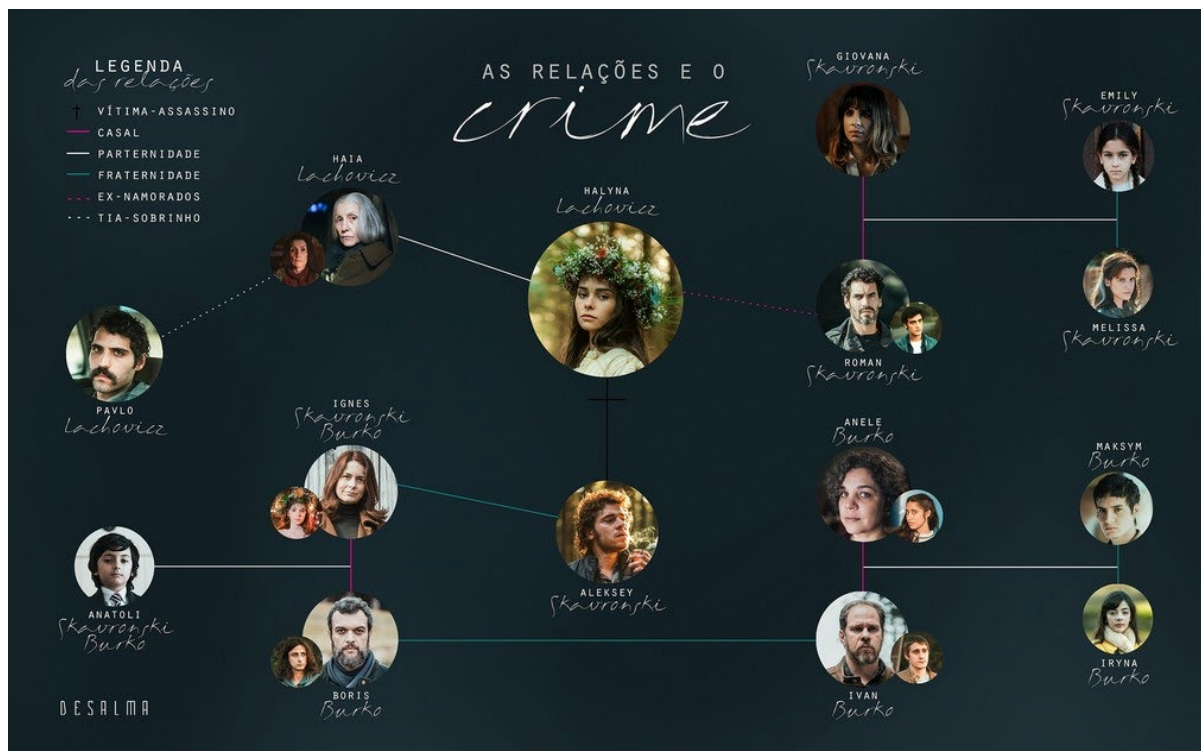 LEGENDA
das relações
VÍTIMA-ASSASSINO
CASAL
PARTERNIDADE
FRATERNIDADE
EX-NAMORADOS
TIA-SOBRINHO
AS RELAÇÕES E O
crime
GIOVANA
Skavronski
EMILY
Skavronski
HAIA
Lachovicz
HALYNA
Lachovicz
MELISSA
Skavronski
ROMAN
Skavronski
PAVLO
Lachovicz
IGNES
Skavronski
Burko
ANELE
Burko
MAKSYM
Burko
ALEKSEY
Skavronski
ANATOLI
Skavronski
Burko
BORIS
Burko
IVAN
Burko
IRYNA
Burko
DESALMA